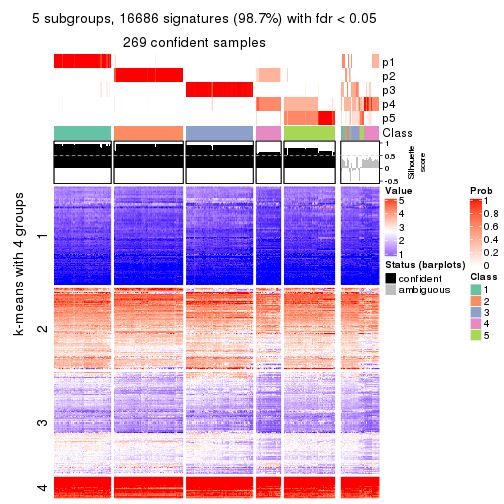 5 subgroups, 16686 signatures (98.7%) with fdr < 0.05
269 confident samples
p1
p2
p3
p4
p5
Class
1
0.5
0
-0.5
Silhouette
score
k-means with 4 groups
1
2
3
4
Value
5
4
3
2
1
Status (barplots)
confident
ambiguous
Prob
1
0.8
0.6
0.4
0.2
0
Class
1
2
3
4
5